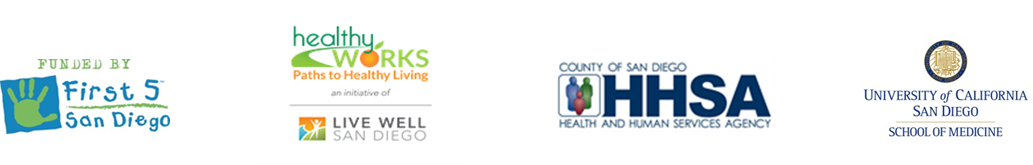 FUNDED BY
First 5
San Diego
healthy
WORKS
Paths to Healthy Living
an initiative of
LIVE WELL
SAN DIEGO
COUNTY OF SAN DIEGO
HHSA
HEALTH AND HUMAN SERVICES AGENCY
UNIVERSITY of CALIFORNIA
SAN DIEGO
SCHOOL OF MEDICINE